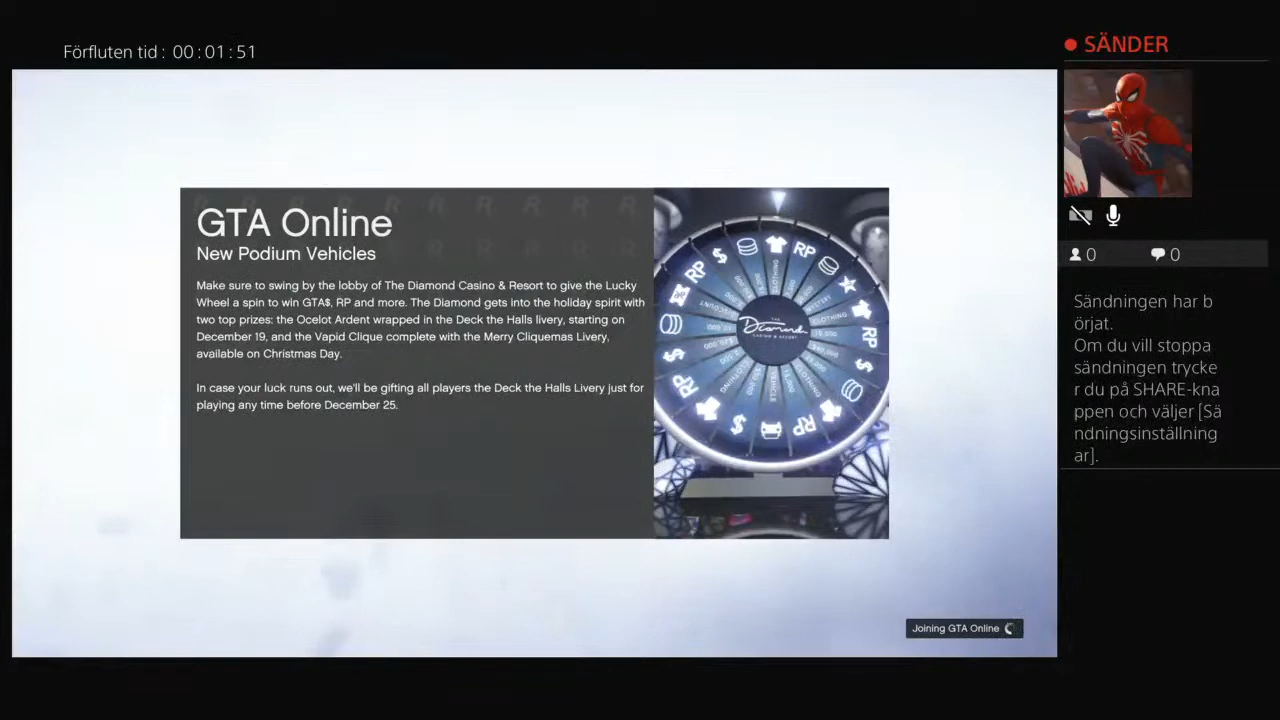 Förfluten tid : 00:01:51
SÄNDER
0 0
Sändningen har b
örjat.
Om du vill stoppa
sändningen trycke
r du på SHARE-kna
ppen och väljer [Sä
ndningsinställning
ar].
GTA Online
New Podium Vehicles
Make sure to swing by the lobby of The Diamond Casino & Resort to give the Lucky
Wheel a spin to win GTA$, RP and more. The Diamond gets into the holiday spirit with
two top prizes: the Ocelot Ardent wrapped in the Deck the Halls livery, starting on
December 19, and the Vapid Clique complete with the Merry Cliquemas Livery,
available on Christmas Day.
In case your luck runs out, we'll be gifting all players the Deck the Halls Livery just for
playing any time before December 25.
RP
RP
$
CLOTHING
CLOTHING
RP
$
RP
$
VEHICLE
CLOTHING
RP
THE
Diamond
CASINO & RESORT
Joining GTA Online